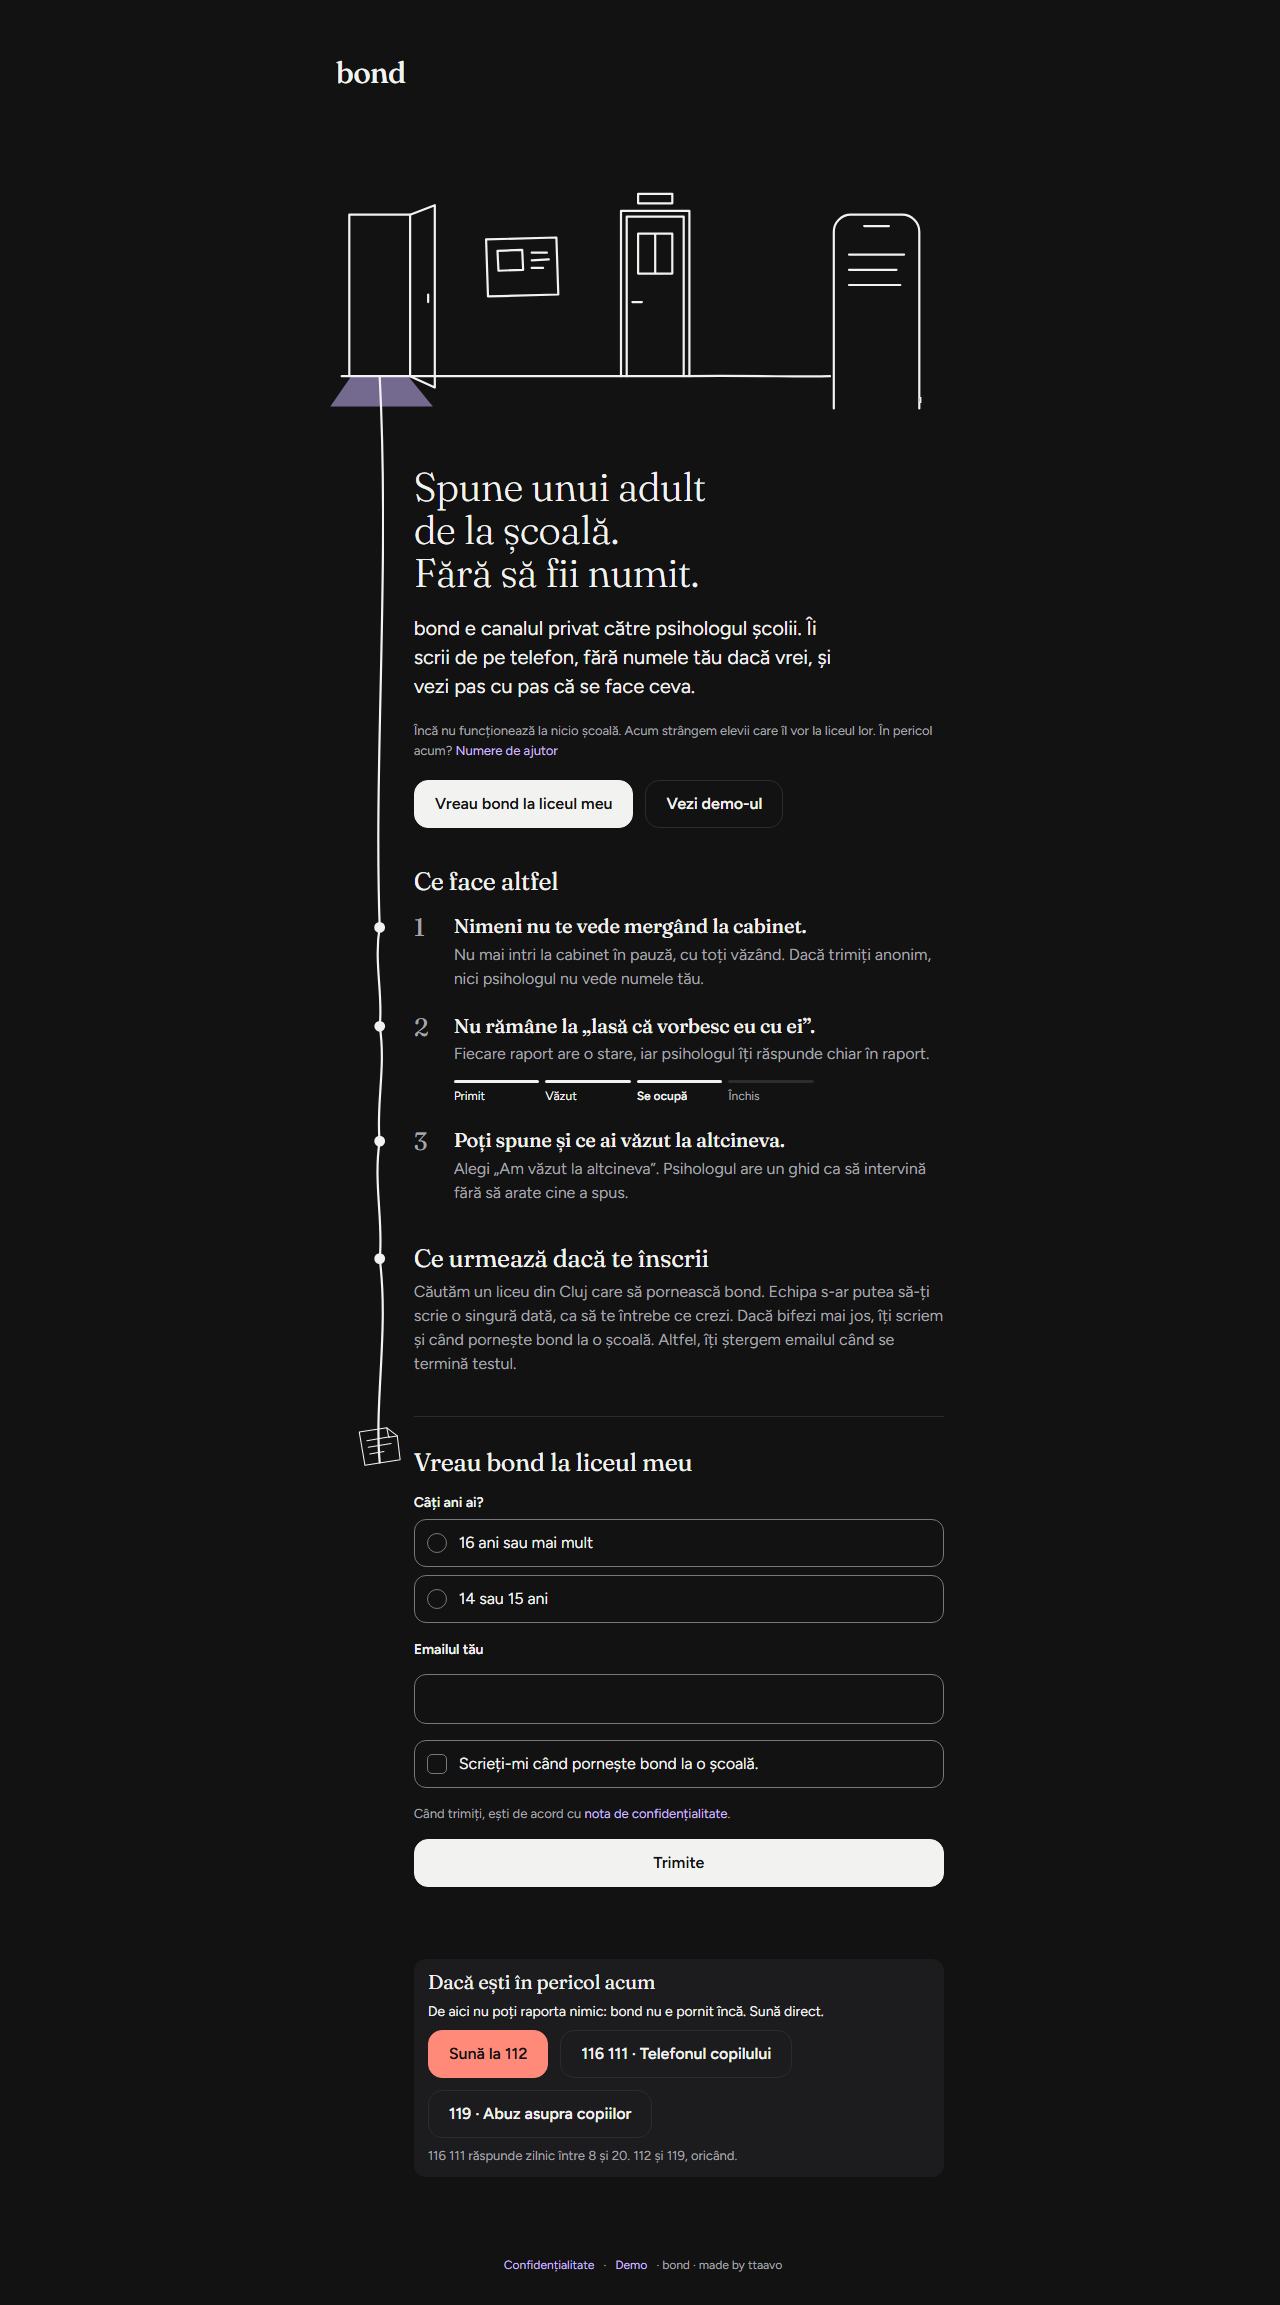 bond
Spune unui adult
de la școală.
Fără să fii numit.
bond e canalul privat către psihologul școlii. Îi
scrii de pe telefon, fără numele tău dacă vrei, și
vezi pas cu pas că se face ceva.
Încă nu funcționează la nicio școală. Acum strângem elevii care îl vor la liceul lor. În pericol
acum? Numere de ajutor
Vreau bond la liceul meu
Vezi demo-ul
Ce face altfel
1 Nimeni nu te vede mergând la cabinet.
Nu mai intri la cabinet în pauză, cu toți văzând. Dacă trimiți anonim,
nici psihologul nu vede numele tău.
2 Nu rămâne la „lasă că vorbesc eu cu ei”.
Fiecare raport are o stare, iar psihologul îți răspunde chiar în raport.
Primit Văzut Se ocupă Închis
3 Poți spune și ce ai văzut la altcineva.
Alegi „Am văzut la altcineva”. Psihologul are un ghid ca să intervină
fără să arate cine a spus.
Ce urmează dacă te înscrii
Căutăm un liceu din Cluj care să pornească bond. Echipa s-ar putea să-ți
scrie o singură dată, ca să te întrebe ce crezi. Dacă bifezi mai jos, îți scriem
și când pornește bond la o școală. Altfel, îți ștergem emailul când se
termină testul.
Vreau bond la liceul meu
Câți ani ai?
16 ani sau mai mult
14 sau 15 ani
Emailul tău
Scrieți-mi când pornește bond la o școală.
Când trimiți, ești de acord cu nota de confidențialitate.
Trimite
Dacă ești în pericol acum
De aici nu poți raporta nimic: bond nu e pornit încă. Sună direct.
Sună la 112
116 111 · Telefonul copilului
119 · Abuz asupra copiilor
116 111 răspunde zilnic între 8 și 20. 112 și 119, oricând.
Confidențialitate · Demo · bond · made by ttaavo